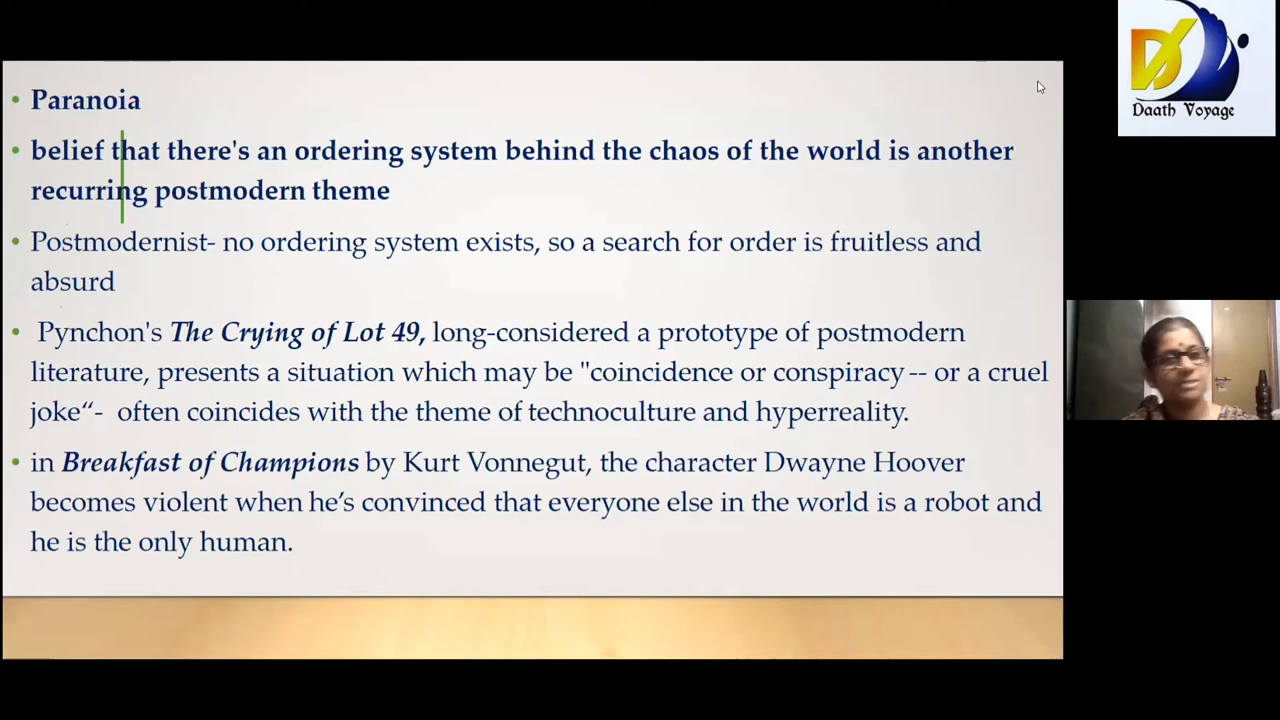 • Paranoia
• belief that there's an ordering system behind the chaos of the world is another
recurring postmodern theme
• Postmodernist- no ordering system exists, so a search for order is fruitless and
absurd
• Pynchon's The Crying of Lot 49, long-considered a prototype of postmodern
literature, presents a situation which may be "coincidence or conspiracy -- or a cruel
joke“- often coincides with the theme of technoculture and hyperreality.
• in Breakfast of Champions by Kurt Vonnegut, the character Dwayne Hoover
becomes violent when he’s convinced that everyone else in the world is a robot and
he is the only human.
D
Daath Voyage